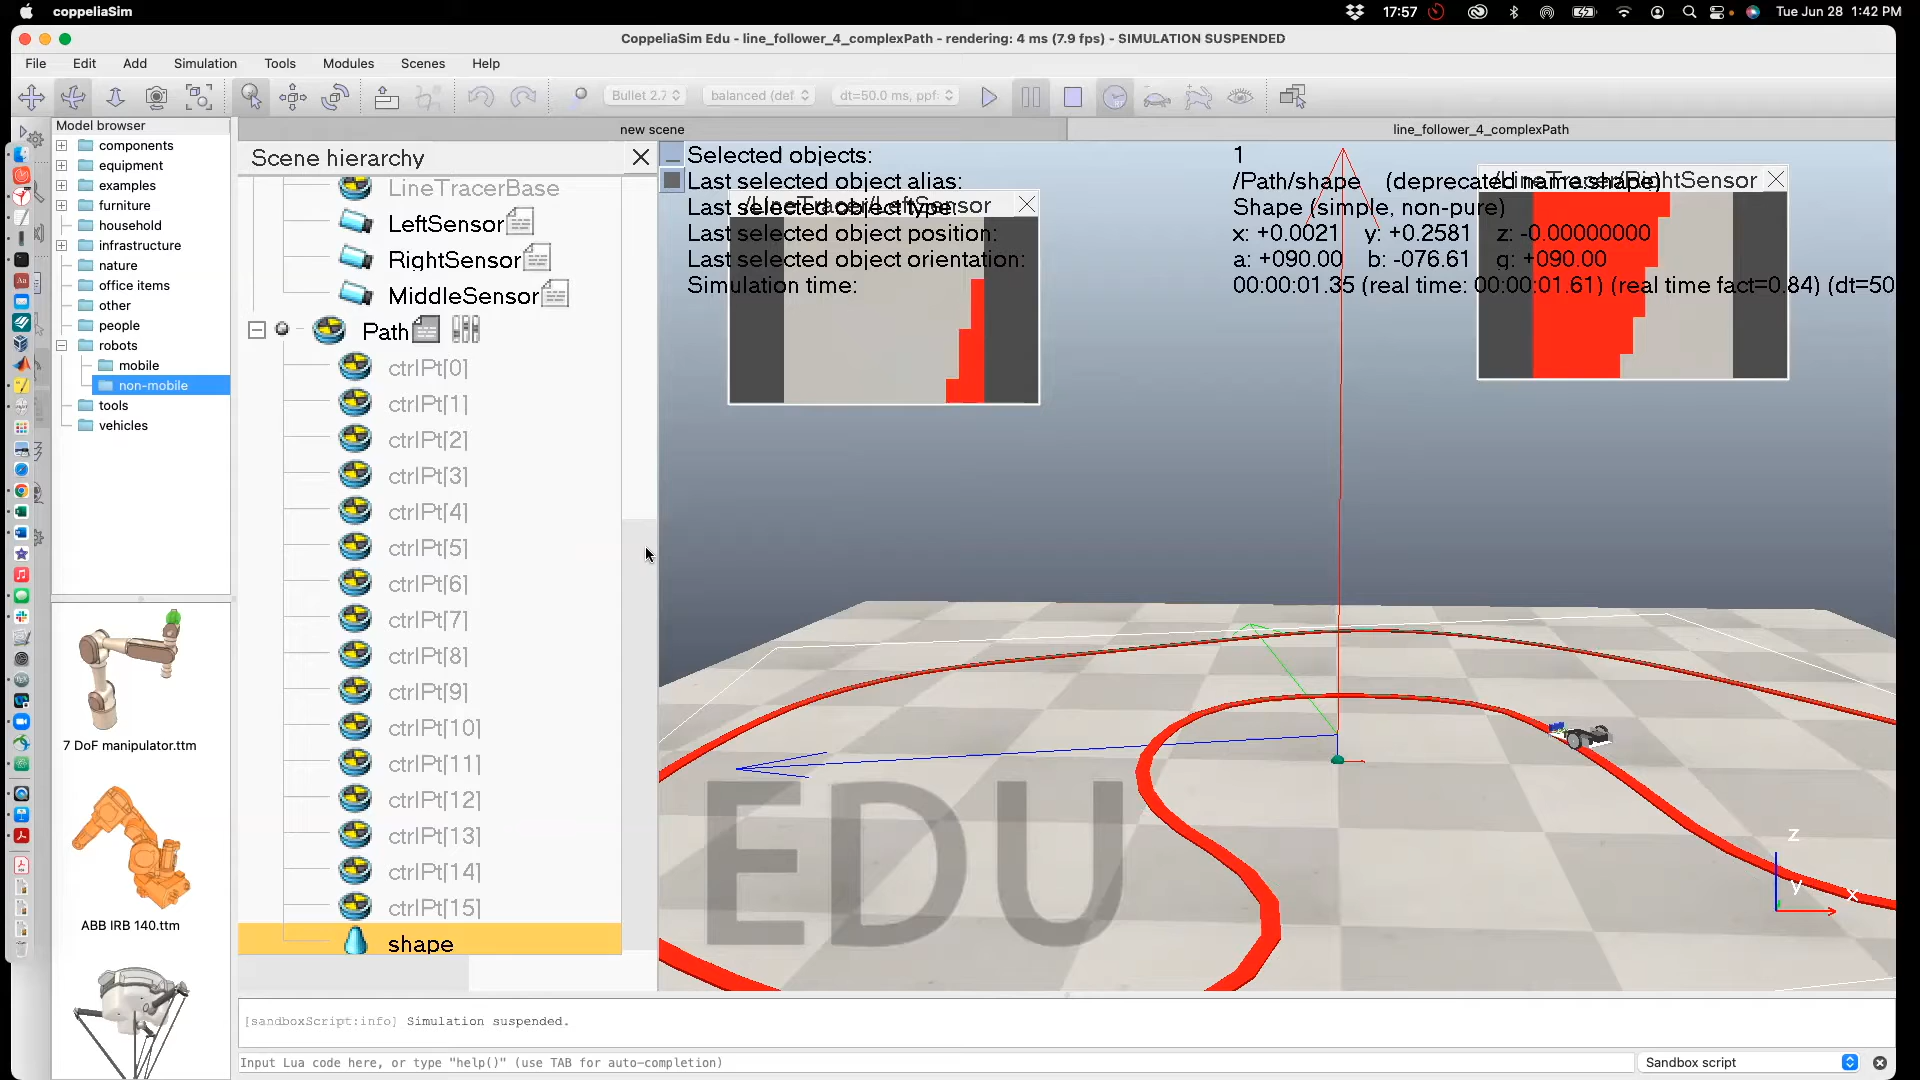 coppeliaSim
17:57
Tue Jun 28 1:42 PM
CoppeliaSim Edu - line_follower_4_complexPath - rendering: 4 ms (7.9 fps) - SIMULATION SUSPENDED
File Edit Add Simulation Tools Modules Scenes Help
Bullet 2.7
balanced (def
dt=50.0 ms, ppf
Model browser
components
equipment
examples
furniture
household
infrastructure
nature
office items
other
people
robots
mobile
non-mobile
tools
vehicles
7 DoF manipulator.ttm
ABB IRB 140.ttm
new scene
line_follower_4_complexPath
Scene hierarchy
LineTracerBase
LeftSensor
RightSensor
MiddleSensor
Path
ctrlPt[0]
ctrlPt[1]
ctrlPt[2]
ctrlPt[3]
ctrlPt[4]
ctrlPt[5]
ctrlPt[6]
ctrlPt[7]
ctrlPt[8]
ctrlPt[9]
ctrlPt[10]
ctrlPt[11]
ctrlPt[12]
ctrlPt[13]
ctrlPt[14]
ctrlPt[15]
shape
Selected objects: 1
Last selected object alias: /Path/shape (deprecated name: shape)
Last selected object type: Shape (simple, non-pure)
Last selected object position: x: +0.0021 y: +0.2581 z: -0.00000000
Last selected object orientation: a: +090.00 b: -076.61 g: +090.00
Simulation time: 00:00:01.35 (real time: 00:00:01.61) (real time fact=0.84) (dt=50
/LineTracer/LeftSensor
/LineTracer/RightSensor
EDU
z
y
x
[sandboxScript:info] Simulation suspended.
Input Lua code here, or type "help()" (use TAB for auto-completion)
Sandbox script